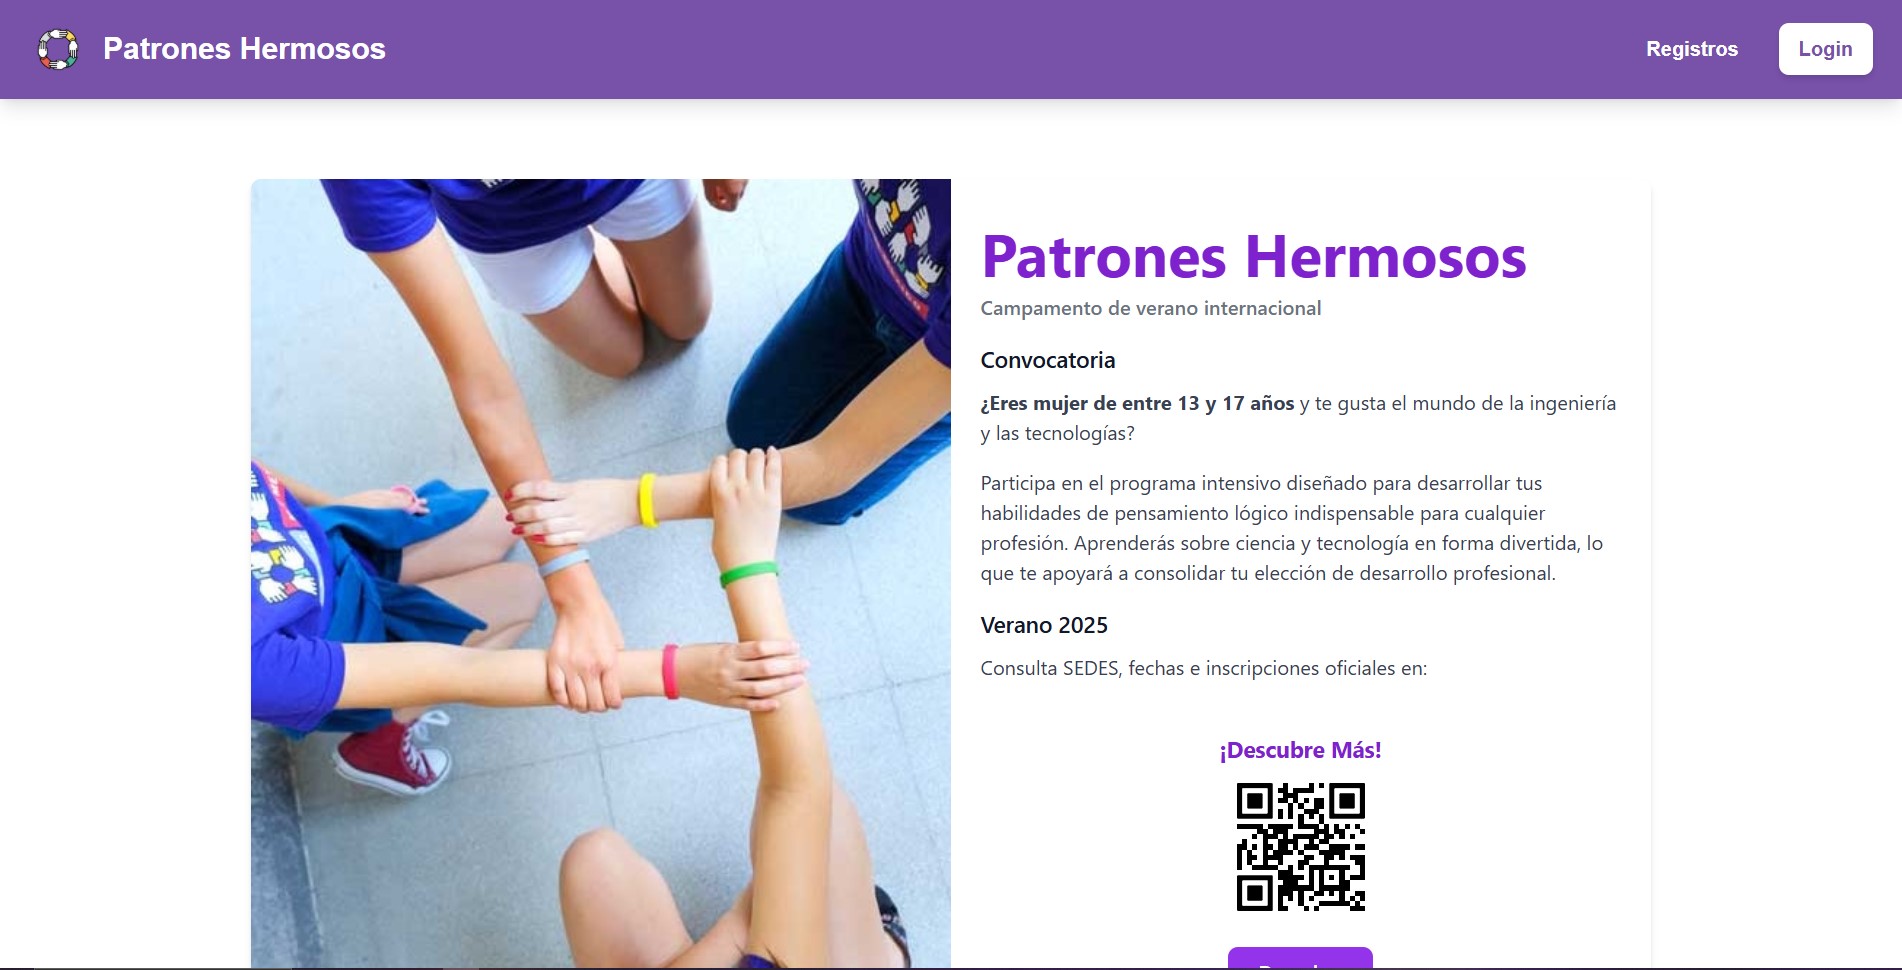 Patrones Hermosos
Registros
Login
Patrones Hermosos
Campamento de verano internacional
Convocatoria
¿Eres mujer de entre 13 y 17 años y te gusta el mundo de la ingeniería
y las tecnologías?
Participa en el programa intensivo diseñado para desarrollar tus
habilidades de pensamiento lógico indispensable para cualquier
profesión. Aprenderás sobre ciencia y tecnología en forma divertida, lo
que te apoyará a consolidar tu elección de desarrollo profesional.
Verano 2025
Consulta SEDES, fechas e inscripciones oficiales en:
¡Descubre Más!